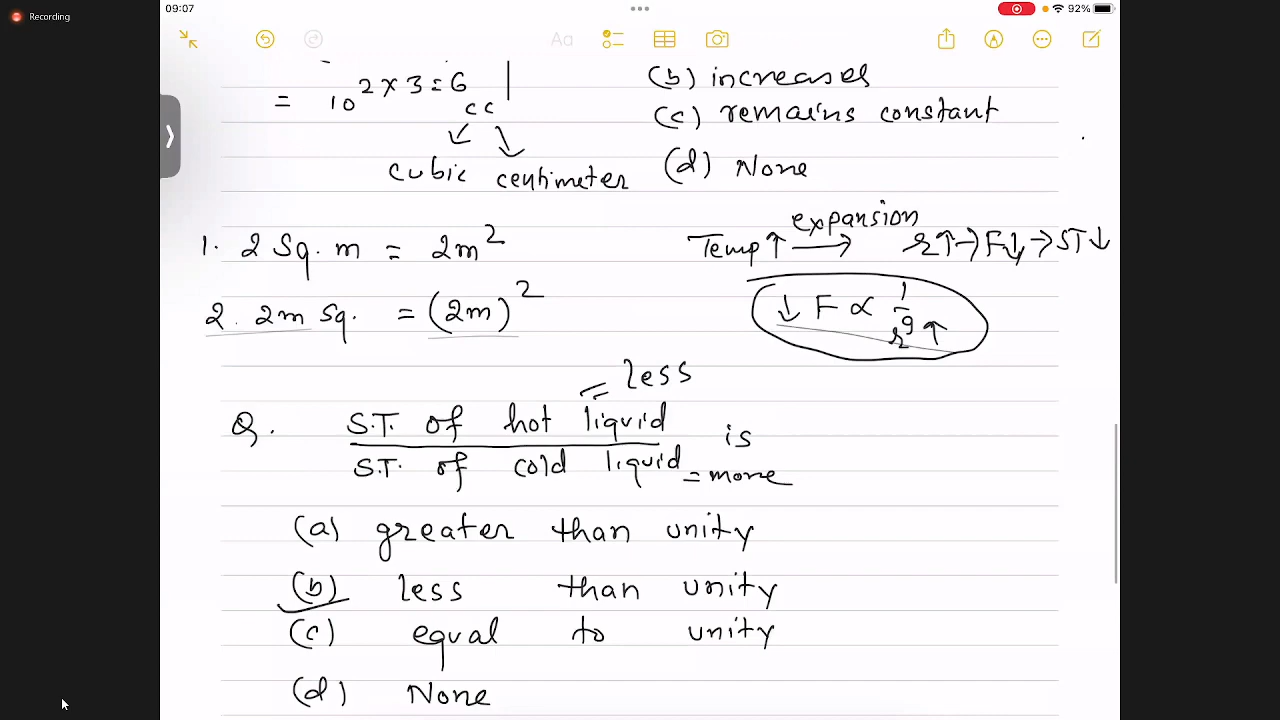 Recording
09:07
92%
Aa
= 10^2 x 3 = 6
cc
cubic centimeter
(b) increases
(c) remains constant
(d) None
1. 2 Sq. m = 2m^2
2. 2m Sq. = (2m)^2
expansion
Temp ↑ → r↑ → F↓ → ST ↓
↓ F ∝ 1/r^9 ↑
= less
Q. S.T. of hot liquid
is
S.T. of cold liquid = more
(a) greater than unity
(b) less than unity
(c) equal to unity
(d) None